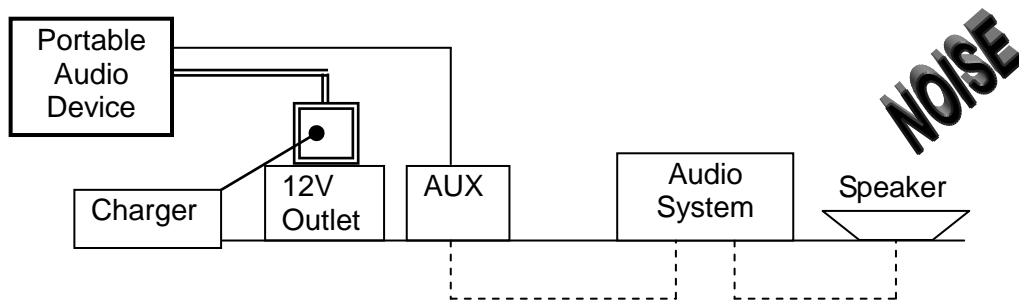 Portable
Audio
Device
NOISE
Charger
12V
Outlet
AUX
Audio
System
Speaker